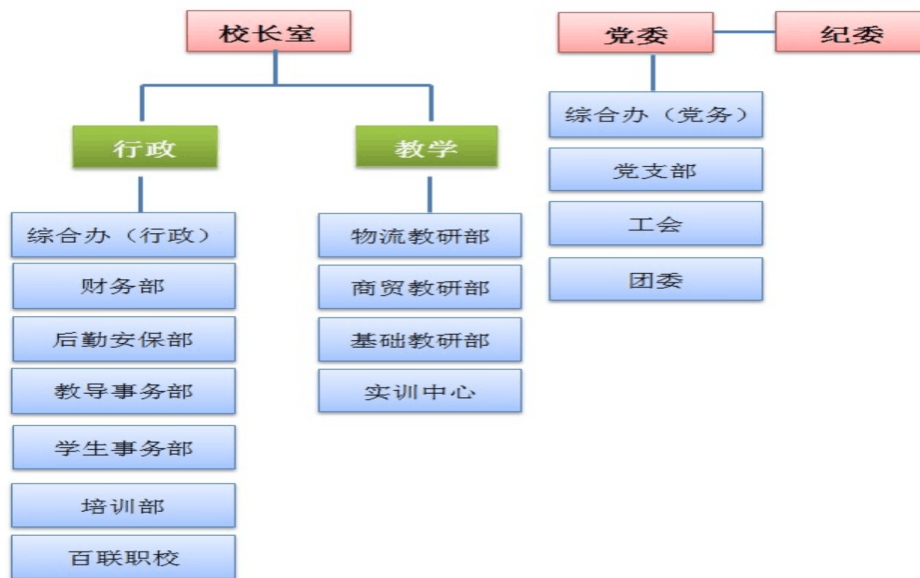 校长室
党委
纪委
行政
教学
综合办（行政）
财务部
后勤安保部
教导事务部
学生事务部
培训部
百联职校
物流教研部
商贸教研部
基础教研部
实训中心
综合办（党务）
党支部
工会
团委